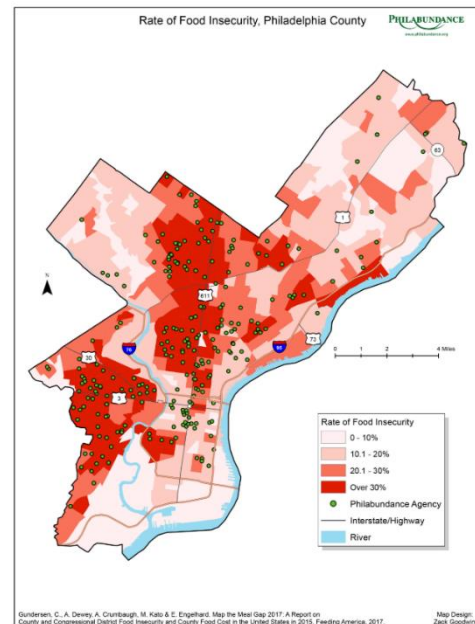 Rate of Food Insecurity, Philadelphia County
PHILABUNDANCE
www.philabundance.org
63
1
611
N
73
30
76
95
0
1
2
4 Miles
3
Rate of Food Insecurity
0 - 10%
10.1 - 20%
20.1 - 30%
Over 30%
Philabundance Agency
Interstate/Highway
River
Gundersen, C., A. Dewey, A. Crumbaugh, M. Kato & E. Engelhard. Map the Meal Gap 2017: A Report on
County and Congressional District Food Insecurity and County Food Cost in the United States in 2015. Feeding America, 2017.
Map Design:
Zack Goodwin